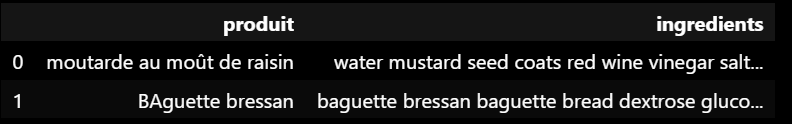 produit ingredients
0 moutarde au moût de raisin water mustard seed coats red wine vinegar salt...
1 BAguette bressan baguette bressan baguette bread dextrose gluco...